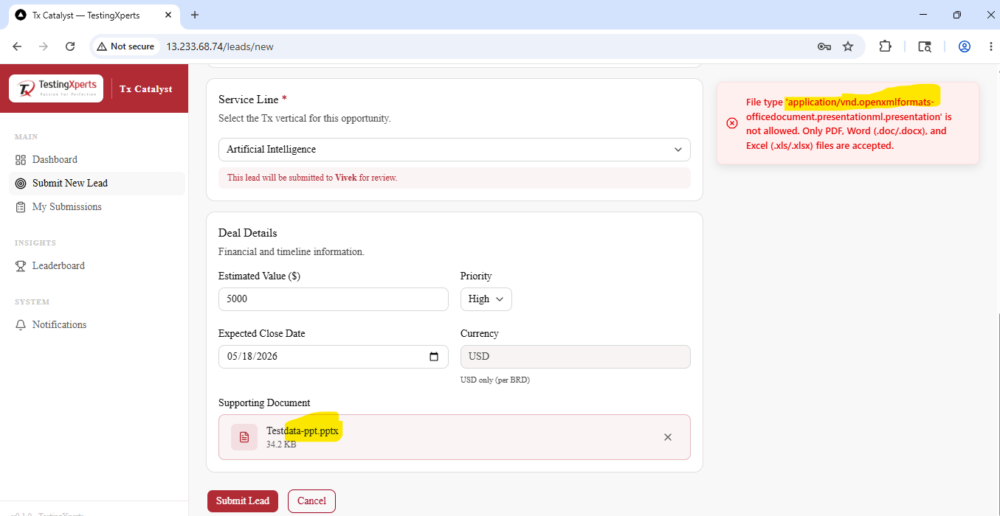 Tx Catalyst — TestingXperts
Not secure
13.233.68.74/leads/new
TestingXperts
Passion For Perfection
Tx Catalyst
MAIN
Dashboard
Submit New Lead
My Submissions
INSIGHTS
Leaderboard
SYSTEM
Notifications
v0.1.0 TestingXperts
Service Line *
Select the Tx vertical for this opportunity.
Artificial Intelligence
This lead will be submitted to Vivek for review.
Deal Details
Financial and timeline information.
Estimated Value ($)
Priority
5000
High
Expected Close Date
Currency
05/18/2026
USD
USD only (per BRD)
Supporting Document
Testdata-ppt.pptx
34.2 KB
Submit Lead
Cancel
File type 'application/vnd.openxmlformats-
officedocument.presentationml.presentation' is
not allowed. Only PDF, Word (.doc/.docx), and
Excel (.xls/.xlsx) files are accepted.